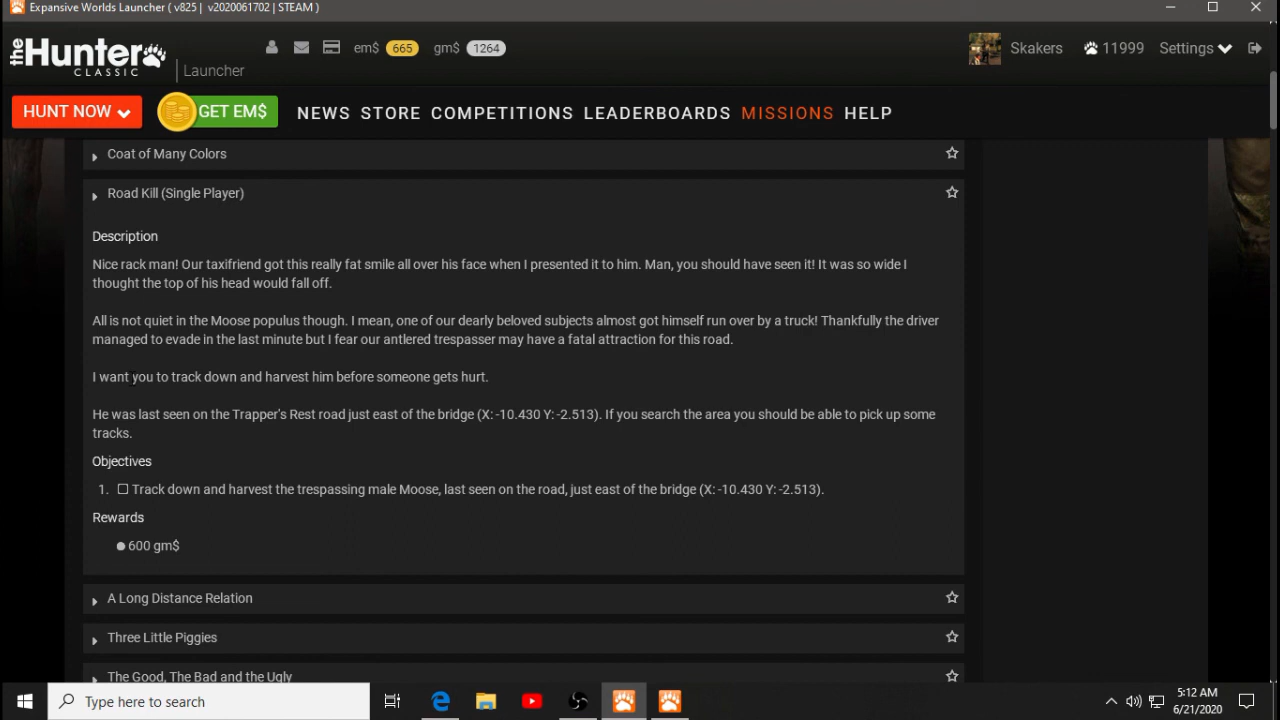 Expansive Worlds Launcher ( v825 | v2020061702 | STEAM )
theHunter
CLASSIC
Launcher
em$ 665 gm$ 1264
Skakers 11999 Settings
HUNT NOW GET EM$ NEWS STORE COMPETITIONS LEADERBOARDS MISSIONS HELP
Coat of Many Colors
Road Kill (Single Player)
Description
Nice rack man! Our taxifriend got this really fat smile all over his face when I presented it to him. Man, you should have seen it! It was so wide I
thought the top of his head would fall off.
All is not quiet in the Moose populus though. I mean, one of our dearly beloved subjects almost got himself run over by a truck! Thankfully the driver
managed to evade in the last minute but I fear our antlered trespasser may have a fatal attraction for this road.
I want you to track down and harvest him before someone gets hurt.
He was last seen on the Trapper's Rest road just east of the bridge (X: -10.430 Y: -2.513). If you search the area you should be able to pick up some
tracks.
Objectives
1. Track down and harvest the trespassing male Moose, last seen on the road, just east of the bridge (X: -10.430 Y: -2.513).
Rewards
600 gm$
A Long Distance Relation
Three Little Piggies
The Good, The Bad and the Ugly
Type here to search
5:12 AM
6/21/2020